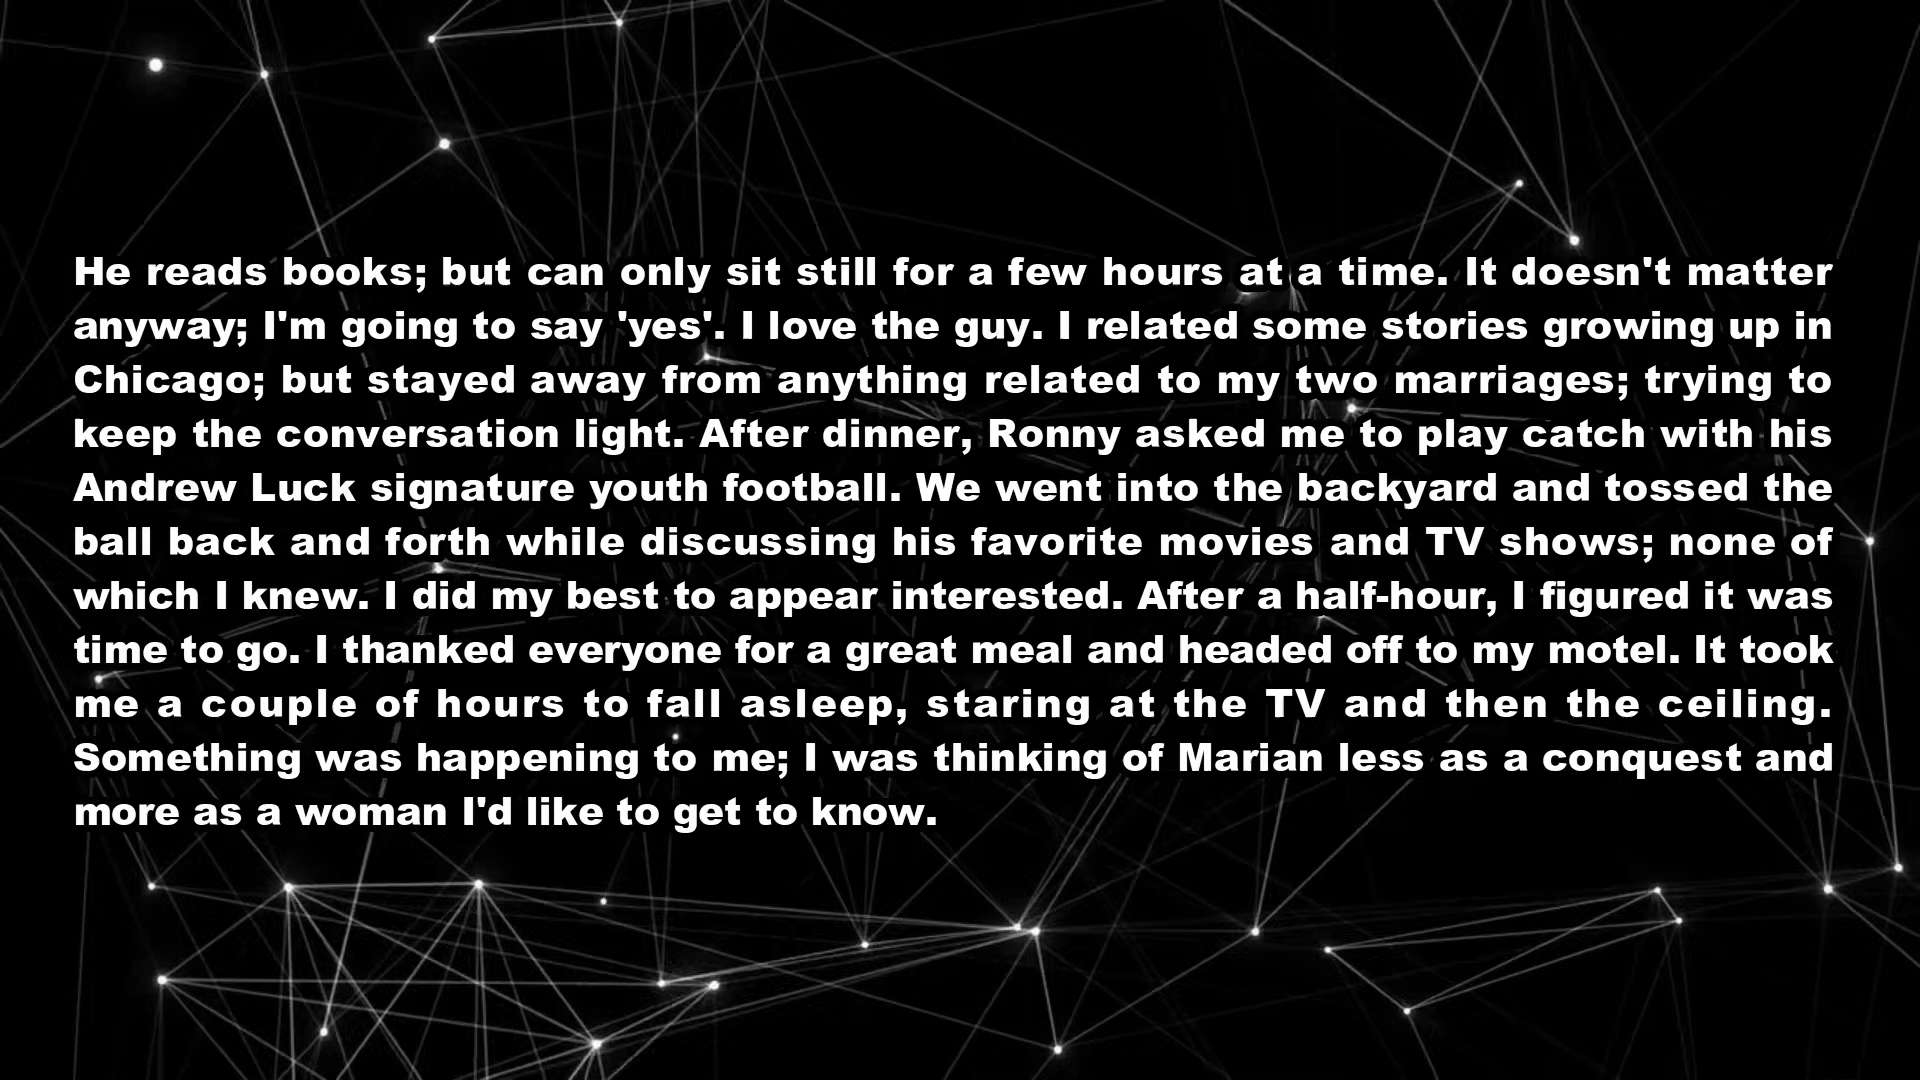 He reads books; but can only sit still for a few hours at a time. It doesn't matter
anyway; I'm going to say 'yes'. I love the guy. I related some stories growing up in
Chicago; but stayed away from anything related to my two marriages; trying to
keep the conversation light. After dinner, Ronny asked me to play catch with his
Andrew Luck signature youth football. We went into the backyard and tossed the
ball back and forth while discussing his favorite movies and TV shows; none of
which I knew. I did my best to appear interested. After a half-hour, I figured it was
time to go. I thanked everyone for a great meal and headed off to my motel. It took
me a couple of hours to fall asleep, staring at the TV and then the ceiling.
Something was happening to me; I was thinking of Marian less as a conquest and
more as a woman I'd like to get to know.